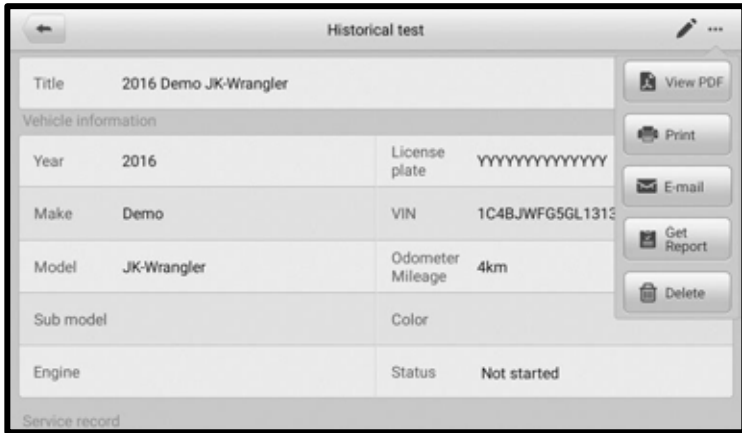 Historical test
Title 2016 Demo JK-Wrangler
View PDF
Vehicle information
Print
Year 2016 License plate YYYYYYYYYYYYYY
E-mail
Make Demo VIN 1C4BJWFG5GL1313
Get Report
Model JK-Wrangler Odometer Mileage 4km
Delete
Sub model Color
Engine Status Not started
Service record